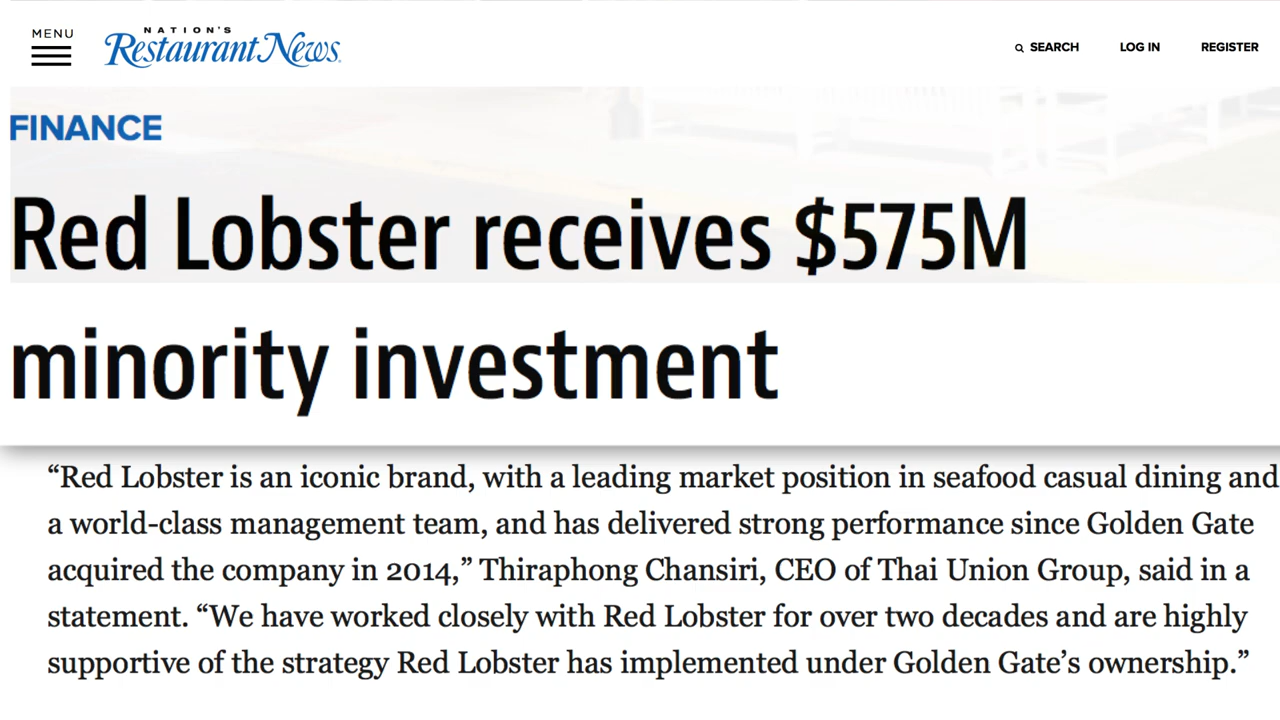 MENU
NATION'S
Restaurant News
SEARCH
LOG IN
REGISTER
FINANCE
Red Lobster receives $575M
minority investment
“Red Lobster is an iconic brand, with a leading market position in seafood casual dining and
a world-class management team, and has delivered strong performance since Golden Gate
acquired the company in 2014,” Thiraphong Chansiri, CEO of Thai Union Group, said in a
statement. “We have worked closely with Red Lobster for over two decades and are highly
supportive of the strategy Red Lobster has implemented under Golden Gate’s ownership.”